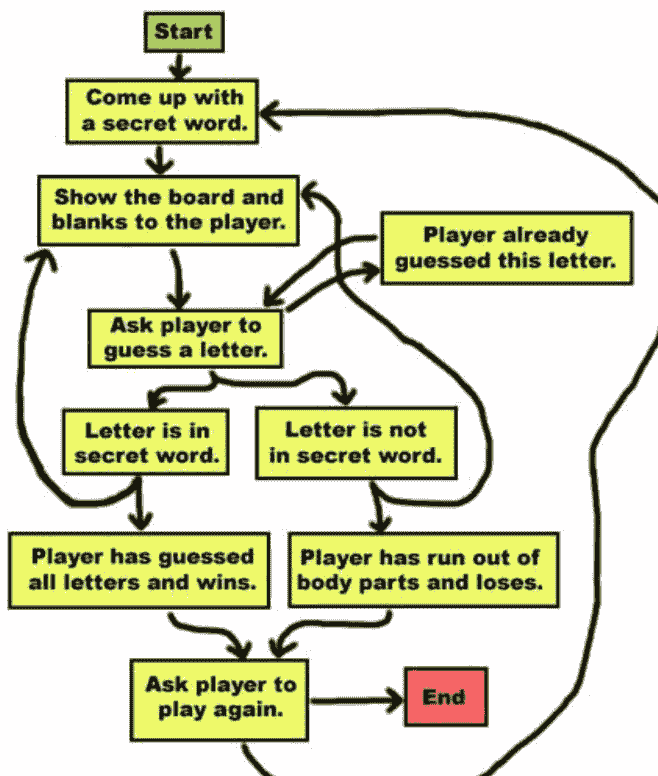 Start
Come up with
a secret word.
Show the board and
blanks to the player.
Player already
guessed this letter.
Ask player to
guess a letter.
Letter is in
secret word.
Letter is not
in secret word.
Player has guessed
all letters and wins.
Player has run out of
body parts and loses.
Ask player to
play again.
End